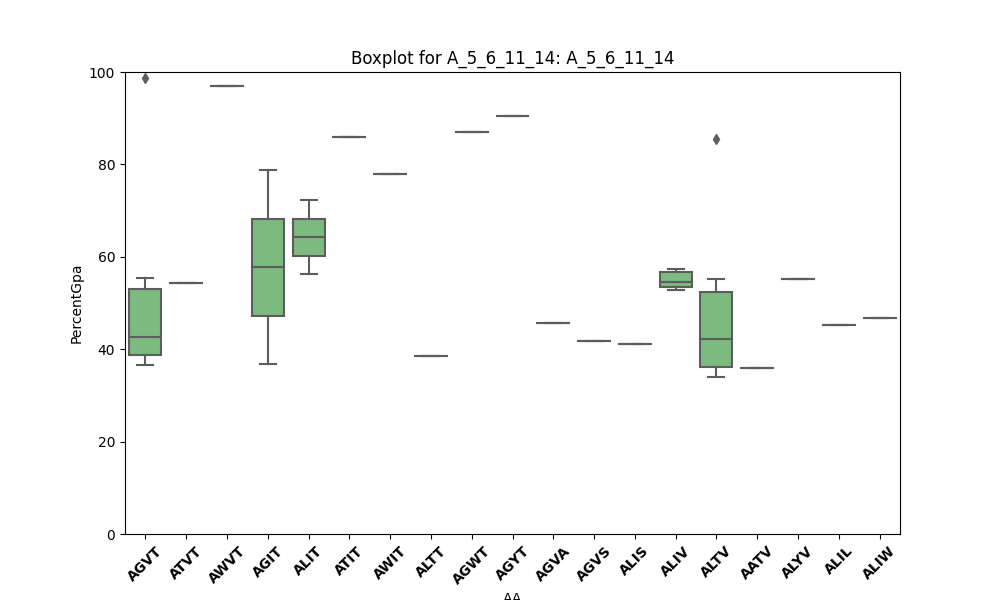 Boxplot for A_5_6_11_14: A_5_6_11_14
100
80
60
40
20
0
PercentGpa
AGVT ATVT AWVT AGIT ALIT ATIT AWIT ALTT AGWT AGYT AGVA AGVS ALIS ALIV ALTV AATV ALYV ALIL ALIW
AA